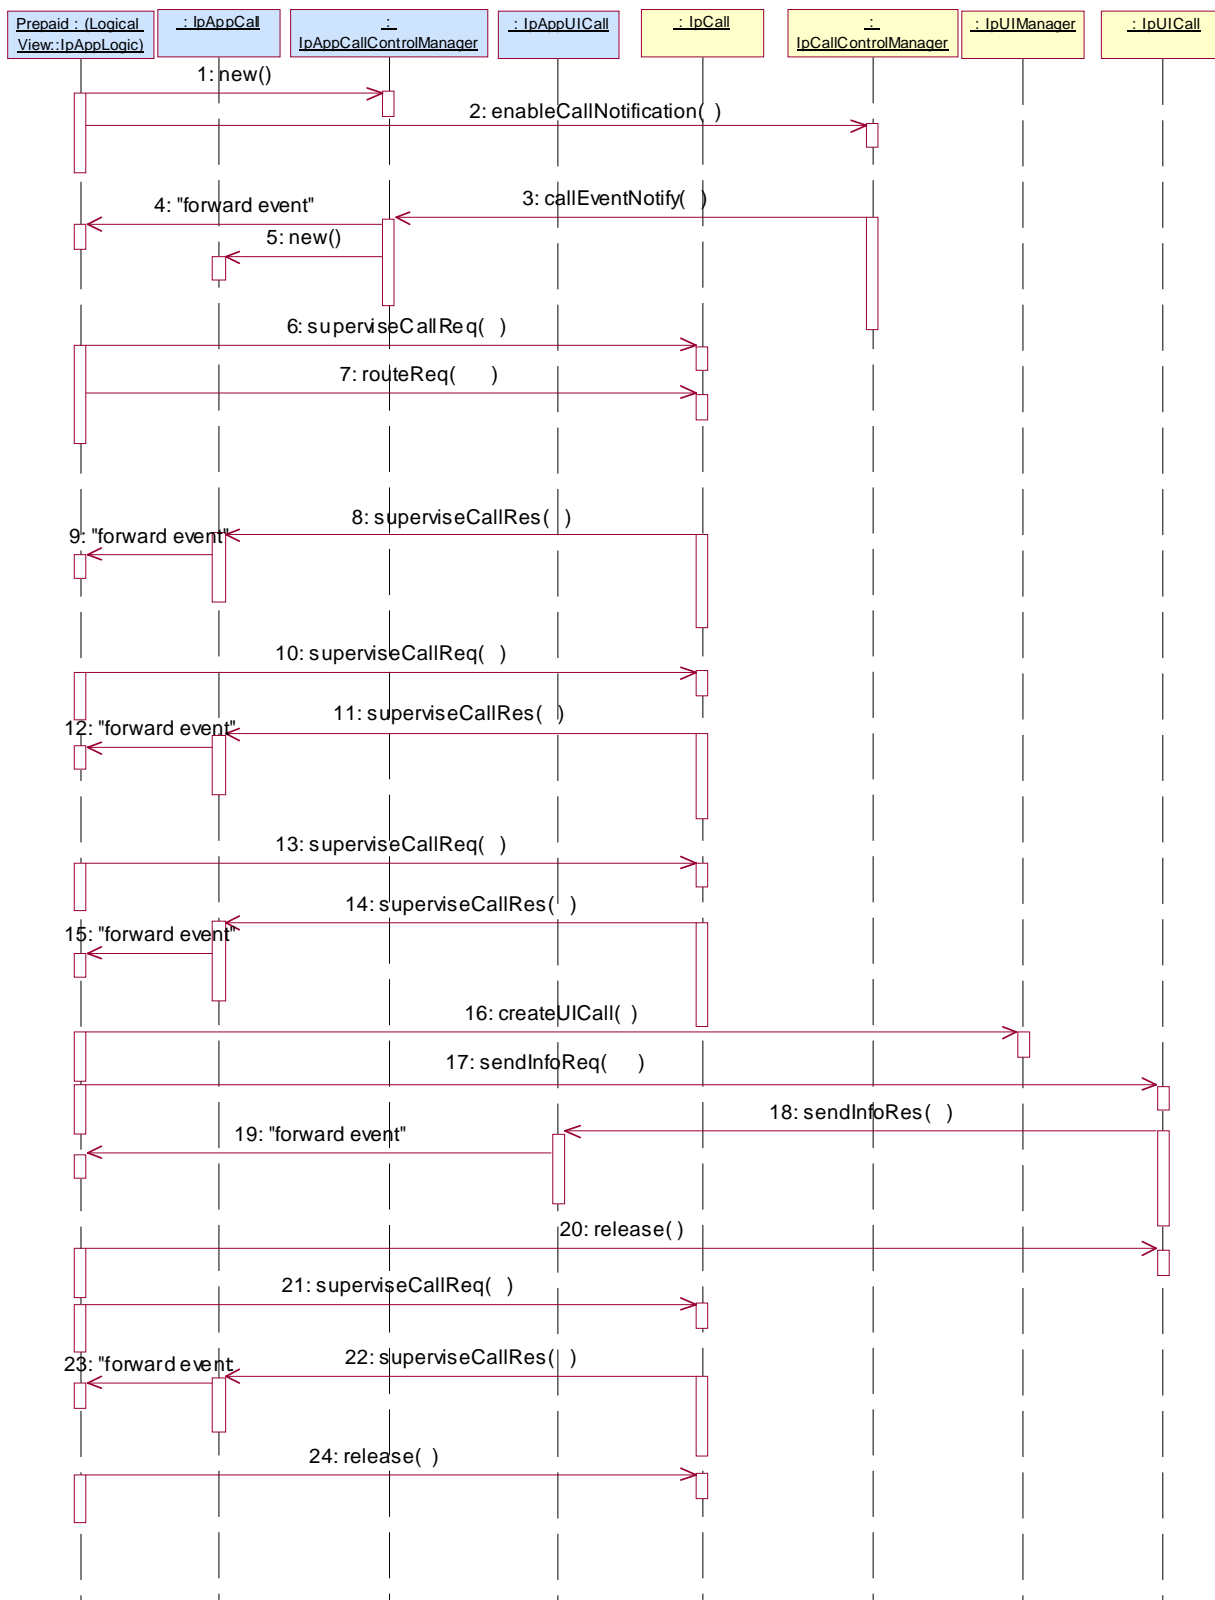 Prepaid : (Logical View::IpAppLogic)
: IpAppCall
: IpAppCallControlManager
: IpAppUICall
: IpCall
: IpCallControlManager
: IpUIManager
: IpUICall
1: new()
2: enableCallNotification( )
3: callEventNotify( )
4: "forward event"
5: new()
6: superviseCallReq( )
7: routeReq( )
8: superviseCallRes( )
9: "forward event"
10: superviseCallReq( )
11: superviseCallRes( )
12: "forward event"
13: superviseCallReq( )
14: superviseCallRes( )
15: "forward event"
16: createUICall( )
17: sendInfoReq( )
18: sendInfoRes( )
19: "forward event"
20: release()
21: superviseCallReq( )
22: superviseCallRes( )
23: "forward event:
24: release( )